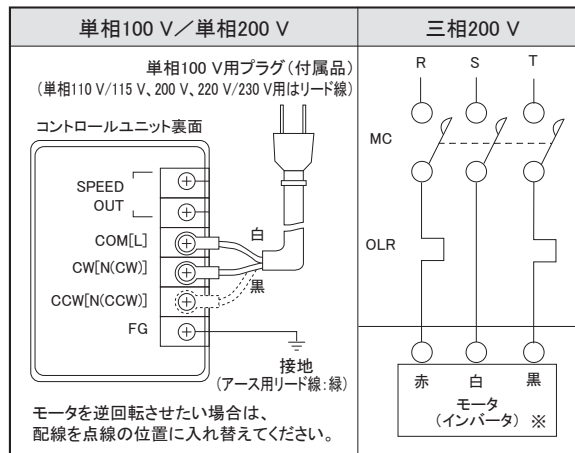 単相100 V／単相200 V
単相100 V用プラグ(付属品)
(単相110 V/115 V、200 V、220 V/230 V用はリード線)
コントロールユニット裏面
SPEED
OUT
COM[L]
CW[N(CW)]
CCW[N(CCW)]
FG
白
黒
接地
(アース用リード線:緑)
モータを逆回転させたい場合は、
配線を点線の位置に入れ替えてください。
三相200 V
R S T
MC
OLR
赤 白 黒
モータ
(インバータ) ※